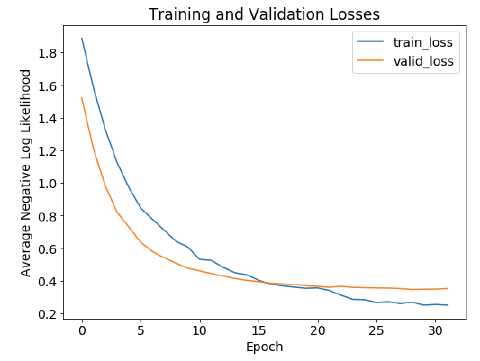 Training and Validation Losses
train_loss
valid_loss
Average Negative Log Likelihood
1.8
1.6
1.4
1.2
1.0
0.8
0.6
0.4
0.2
0 5 10 15 20 25 30
Epoch